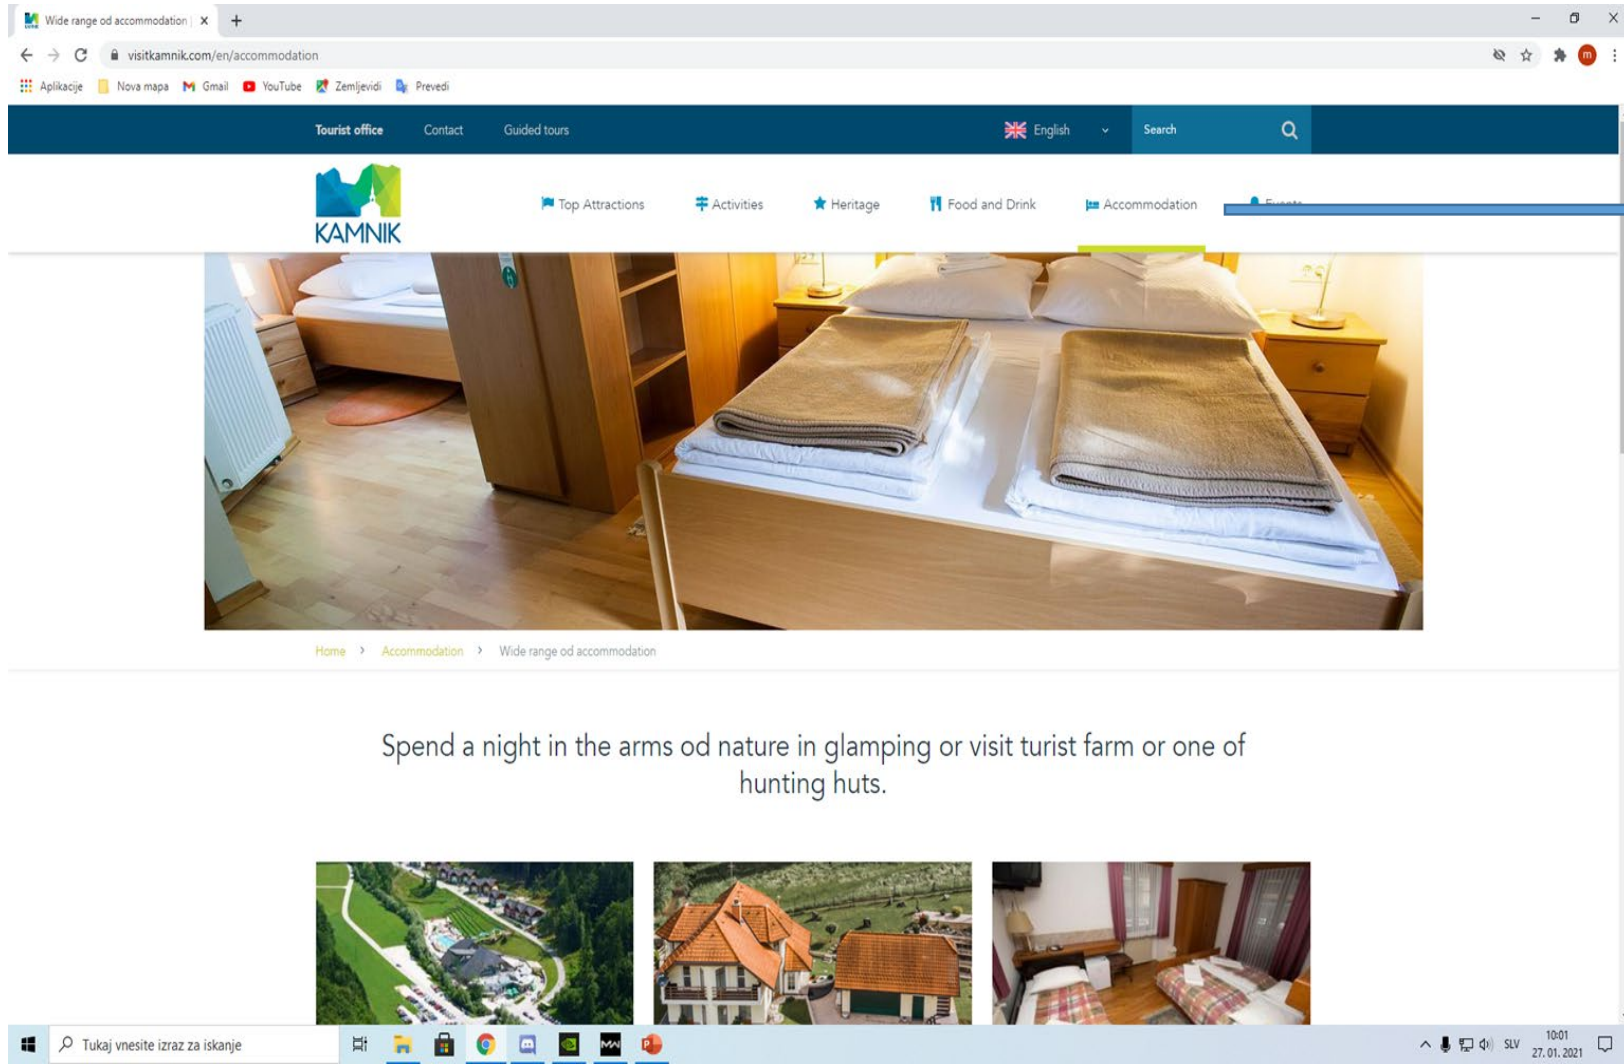 Wide range od accommodation |
visitkamnik.com/en/accommodation
m
Aplikacije Nova mapa Gmail YouTube Zemljevidi Prevedi
Tourist office Contact Guided tours English Search
KAMNIK
Top Attractions Activities Heritage Food and Drink Accommodation Events
Home > Accommodation > Wide range od accommodation
Spend a night in the arms od nature in glamping or visit turist farm or one of
hunting huts.
Tukaj vnesite izraz za iskanje
SLV
10:01
27. 01. 2021